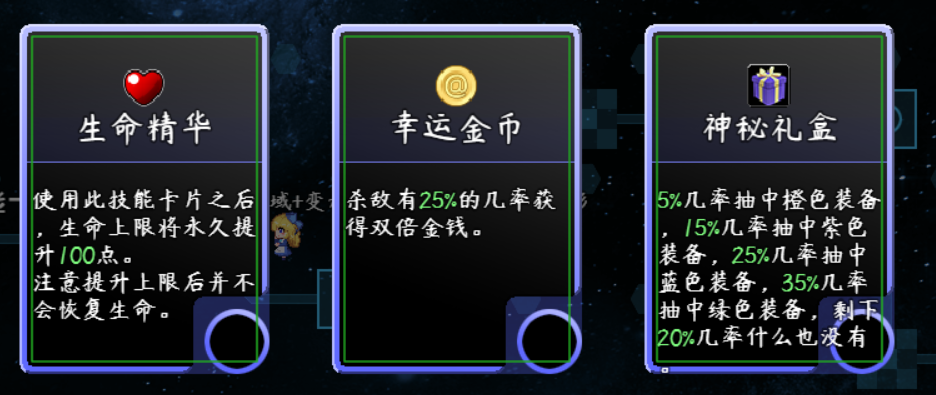 生命精华
使用此技能卡片之后
，生命上限将永久提
升100点。
注意提升上限后并不
会恢复生命。
域+变
幸运金币
杀敌有25%的几率获
得双倍金钱。
神秘礼盒
5%几率抽中橙色装备
，15%几率抽中紫色
装备，25%几率抽中
蓝色装备，35%几率
抽中绿色装备，剩下
20%几率什么也没有
。